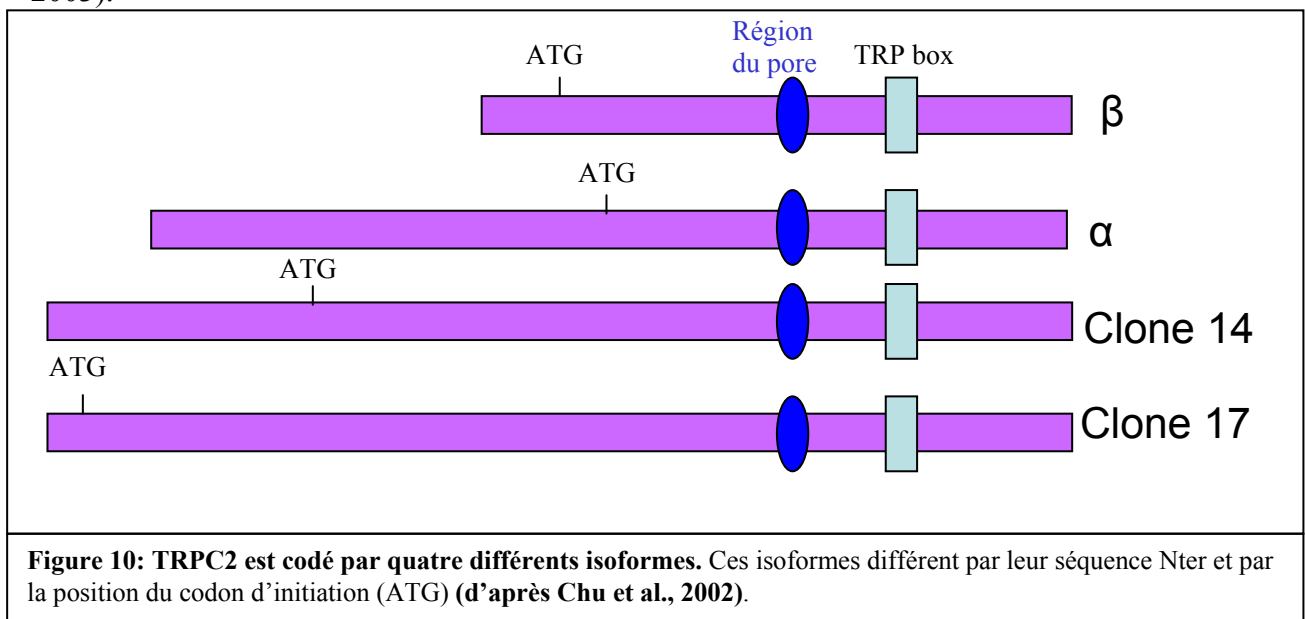 2003).
Région
du pore
ATG
TRP box
β
ATG
α
ATG
Clone 14
ATG
Clone 17
Figure 10: TRPC2 est codé par quatre différents isoformes. Ces isoformes différent par leur séquence Nter et par
la position du codon d'initiation (ATG) (d'après Chu et al., 2002).